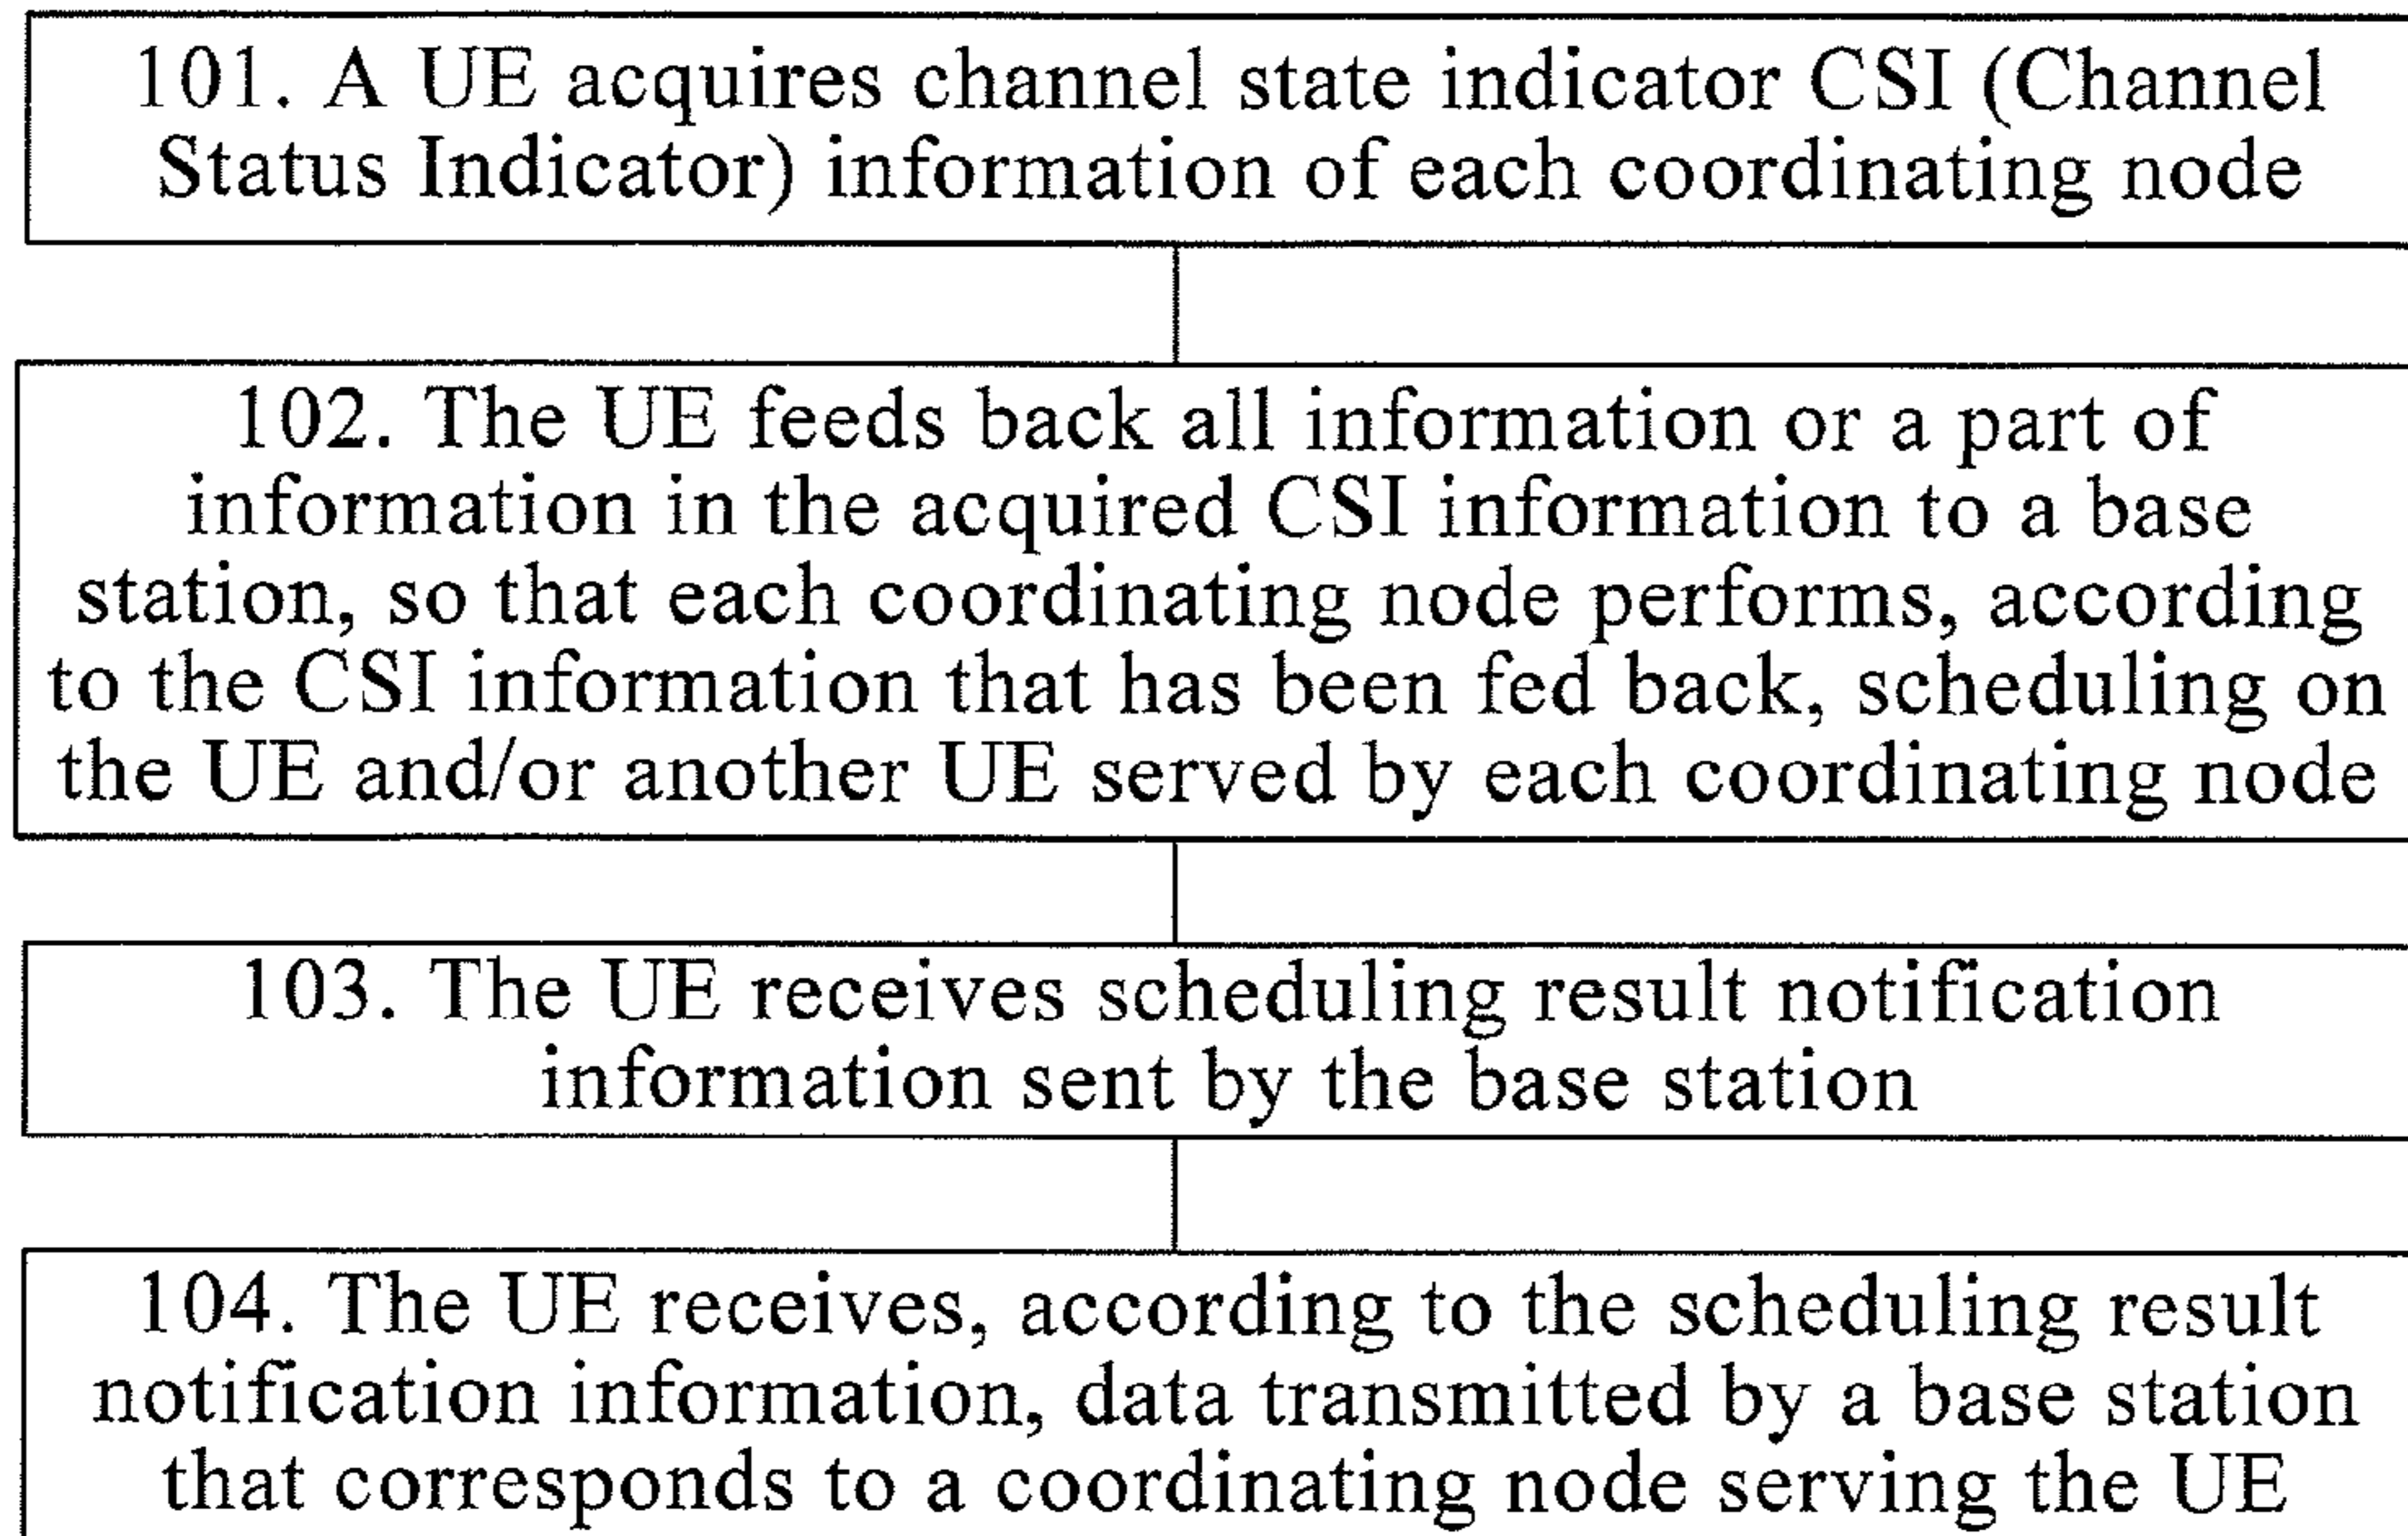 101. A UE acquires channel state indicator CSI (Channel
Status Indicator) information of each coordinating node
102. The UE feeds back all information or a part of
information in the acquired CSI information to a base
station, so that each coordinating node performs, according
to the CSI information that has been fed back, scheduling on
the UE and/or another UE served by each coordinating node
103. The UE receives scheduling result notification
information sent by the base station
104. The UE receives, according to the scheduling result
notification information, data transmitted by a base station
that corresponds to a coordinating node serving the UE